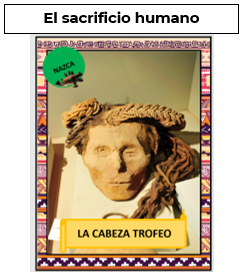 El sacrificio humano
NAZCA
LA CABEZA TROFEO